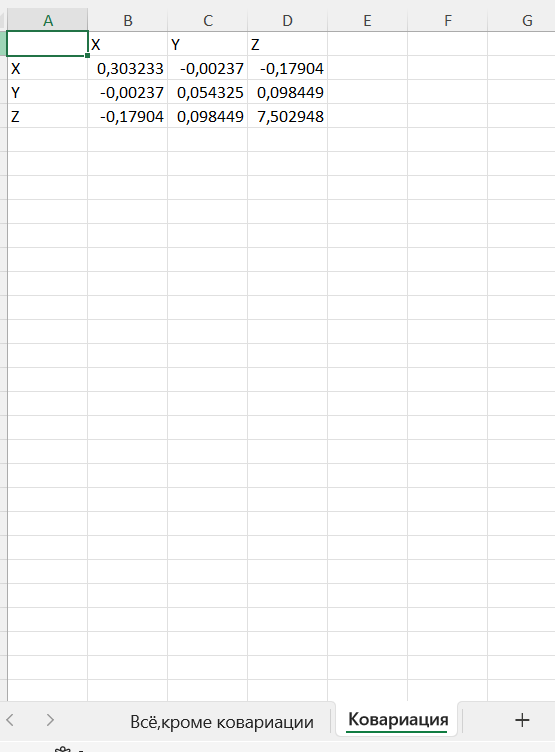 A B C D E F G
X Y Z
X 0,303233 -0,00237 -0,17904
Y -0,00237 0,054325 0,098449
Z -0,17904 0,098449 7,502948
Всё,кроме ковариации Ковариация +